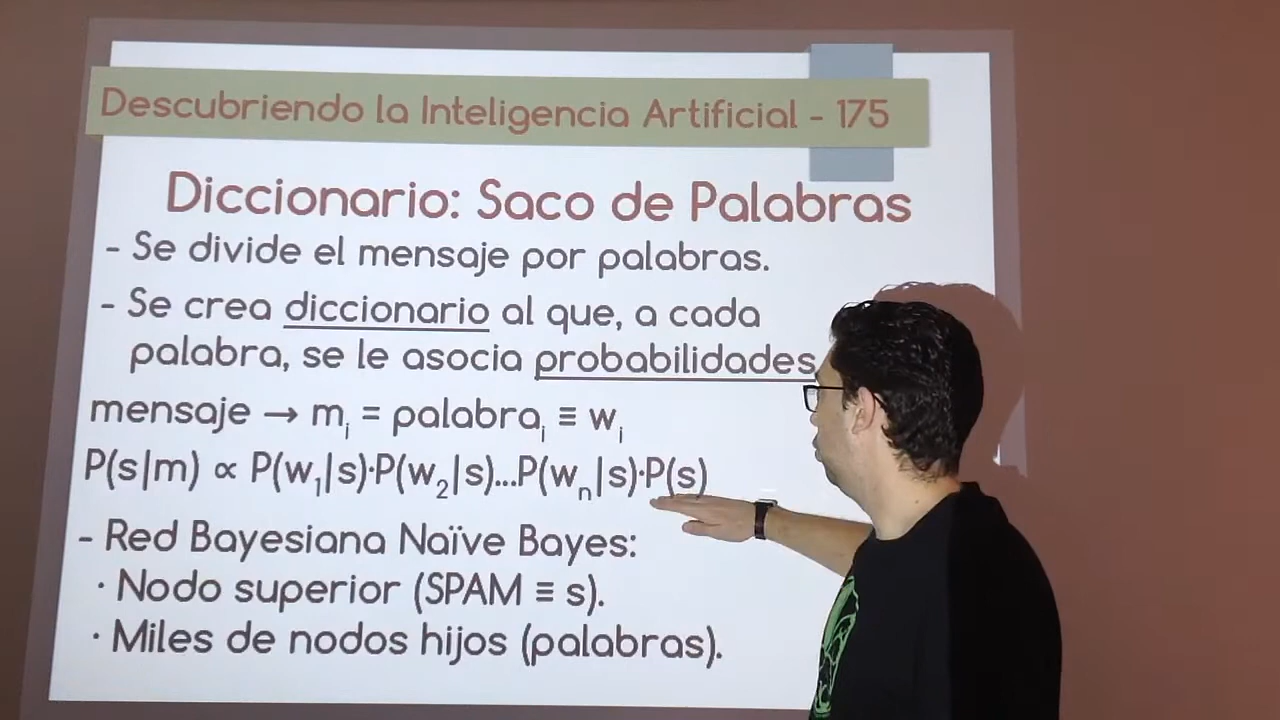 Descubriendo la Inteligencia Artificial - 175
Diccionario: Saco de Palabras
- Se divide el mensaje por palabras.
- Se crea diccionario al que, a cada
palabra, se le asocia probabilidades
mensaje → mᵢ = palabraᵢ ≡ wᵢ
P(s|m) ∝ P(w₁|s)·P(w₂|s)...P(wₙ|s)·P(s)
- Red Bayesiana Naïve Bayes:
· Nodo superior (SPAM ≡ s).
· Miles de nodos hijos (palabras).